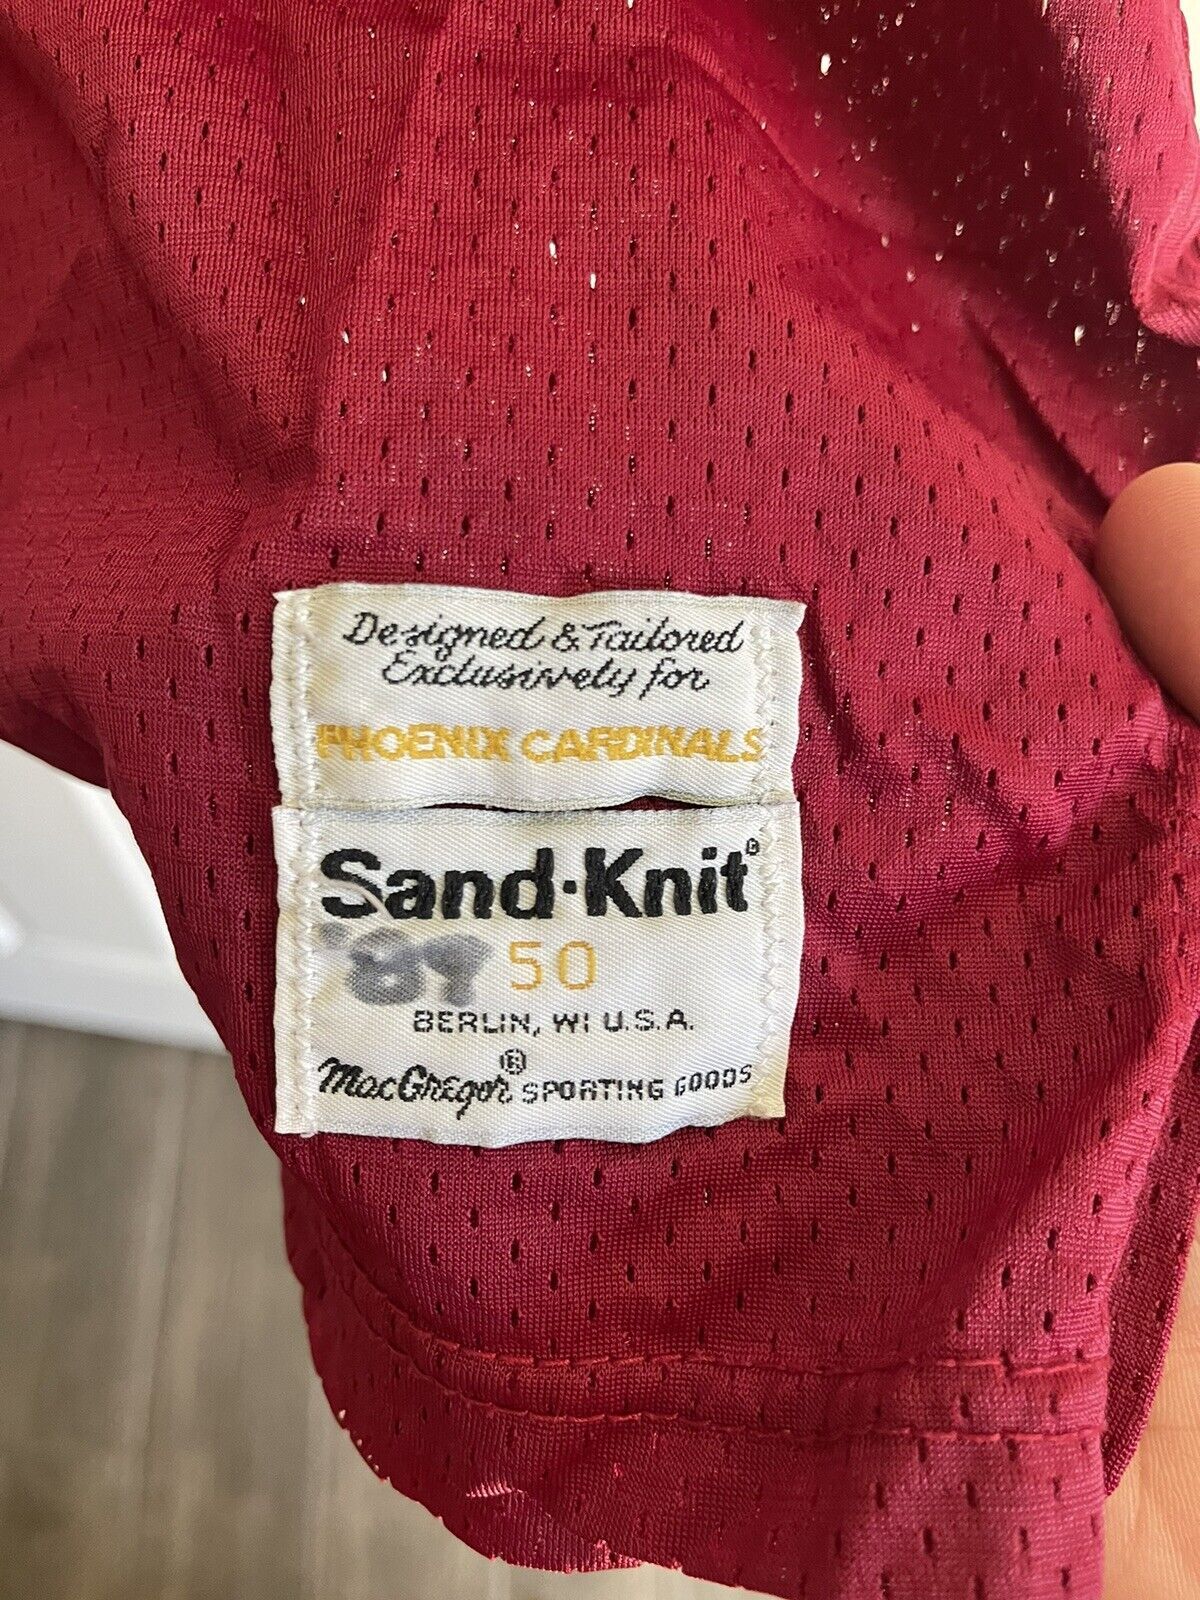 Designed & Tailored
Exclusively for
PHOENIX CARDINALS
Sand-Knit®
'89 50
BERLIN, WI U.S.A.
MacGregor® SPORTING GOODS